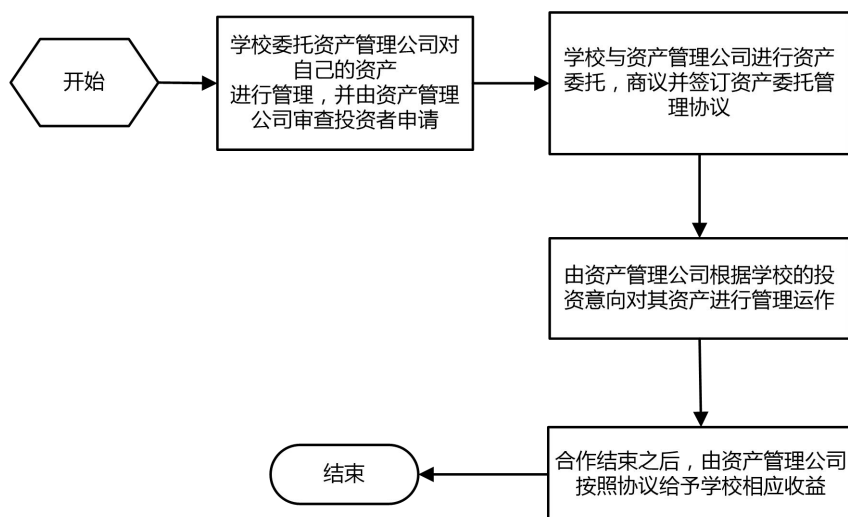 开始
学校委托资产管理公司对
自己的资产
进行管理，并由资产管理
公司审查投资者申请
学校与资产管理公司进行资产
委托，商议并签订资产委托管
理协议
由资产管理公司根据学校的投
资意向对其资产进行管理运作
合作结束之后，由资产管理公司
按照协议给予学校相应收益
结束